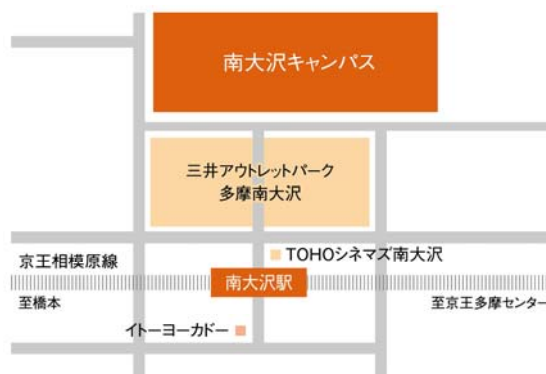 南大沢キャンパス
三井アウトレットパーク
多摩南大沢
TOHOシネマズ南大沢
京王相模原線
南大沢駅
至橋本
至京王多摩センター
イトーヨーカドー